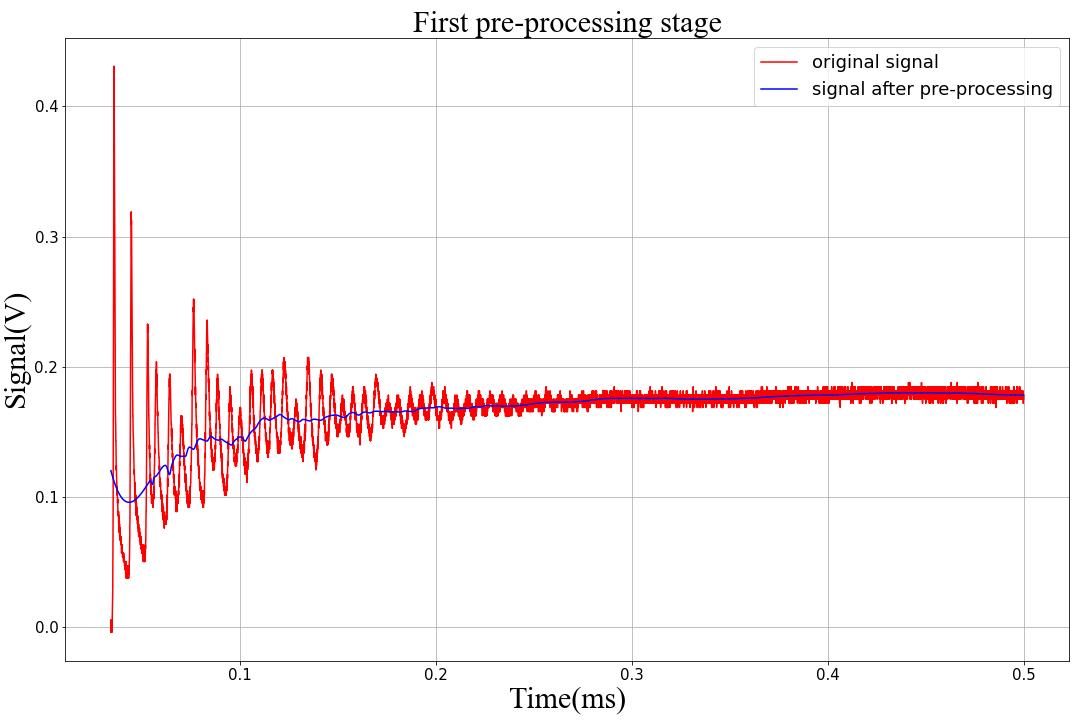 First pre-processing stage
original signal
signal after pre-processing
Signal(V)
0.4
0.3
0.2
0.1
0.0
0.1 0.2 0.3 0.4 0.5
Time(ms)